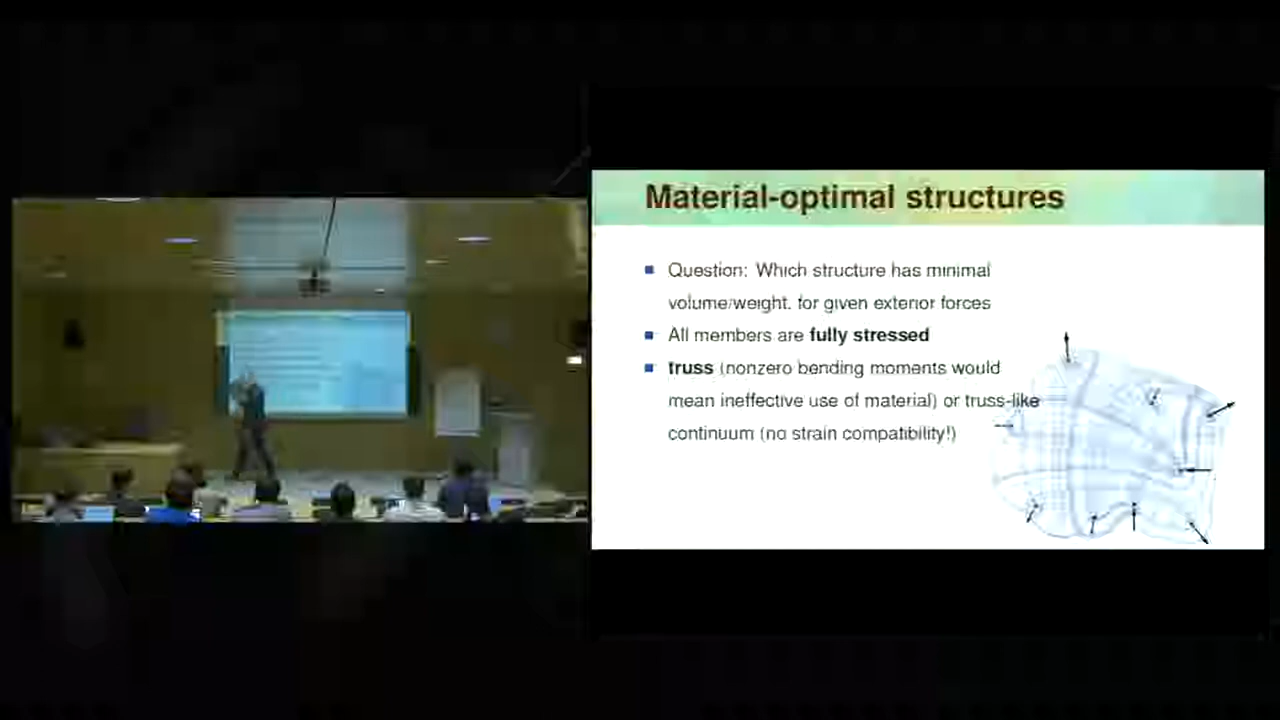 Material-optimal structures
Question: Which structure has minimal
volume/weight, for given exterior forces
All members are fully stressed
truss (nonzero bending moments would
mean ineffective use of material) or truss-like
continuum (no strain compatibility!)